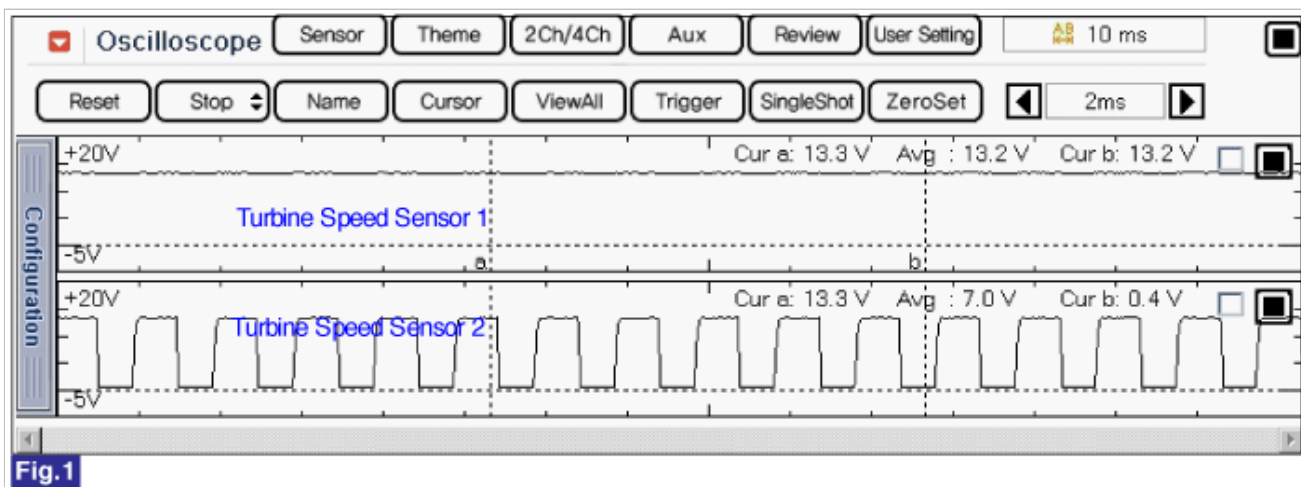 Oscilloscope Sensor Theme 2Ch/4Ch Aux Review User Setting AB 10 ms
Reset Stop Name Cursor ViewAll Trigger SingleShot ZeroSet 2ms
Configuration
+20V Cur a: 13.3 V Avg : 13.2 V Cur b: 13.2 V
Turbine Speed Sensor 1
-5V
a b
+20V Cur a: 13.3 V Avg : 7.0 V Cur b: 0.4 V
Turbine Speed Sensor 2
-5V
Fig.1